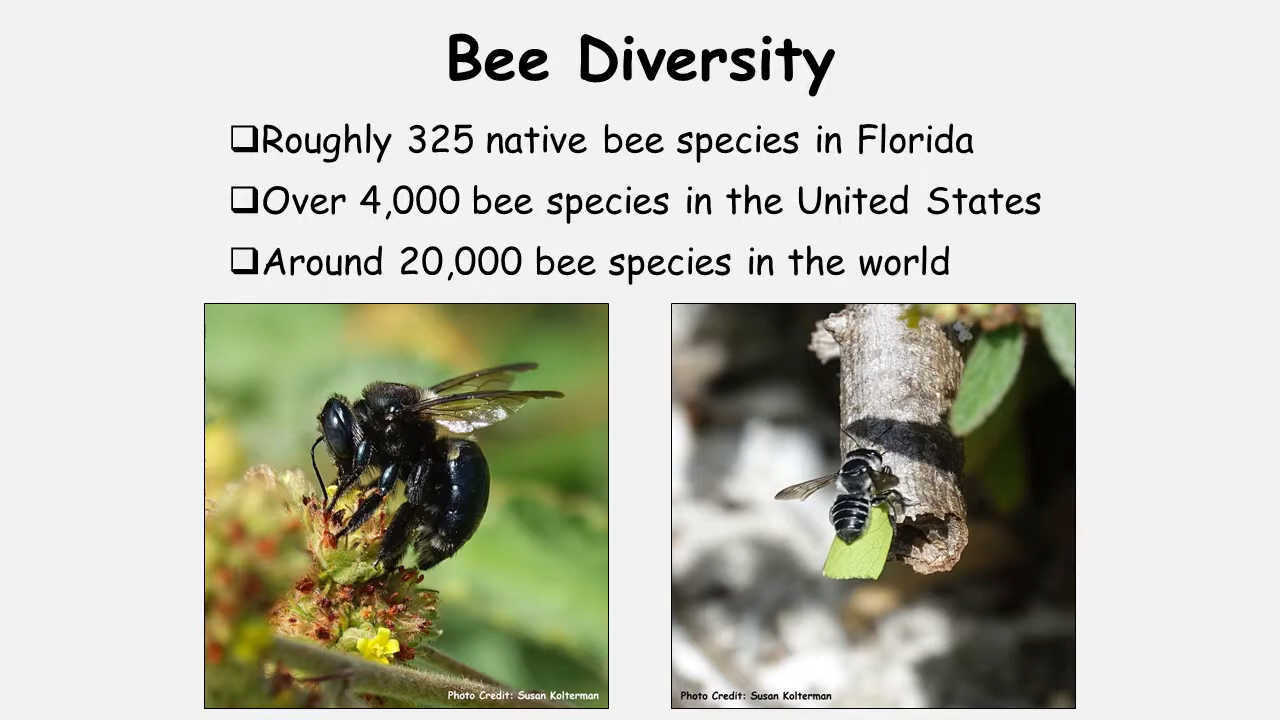 Bee Diversity
❑Roughly 325 native bee species in Florida
❑Over 4,000 bee species in the United States
❑Around 20,000 bee species in the world
Photo Credit: Susan Kolterman
Photo Credit: Susan Kolterman